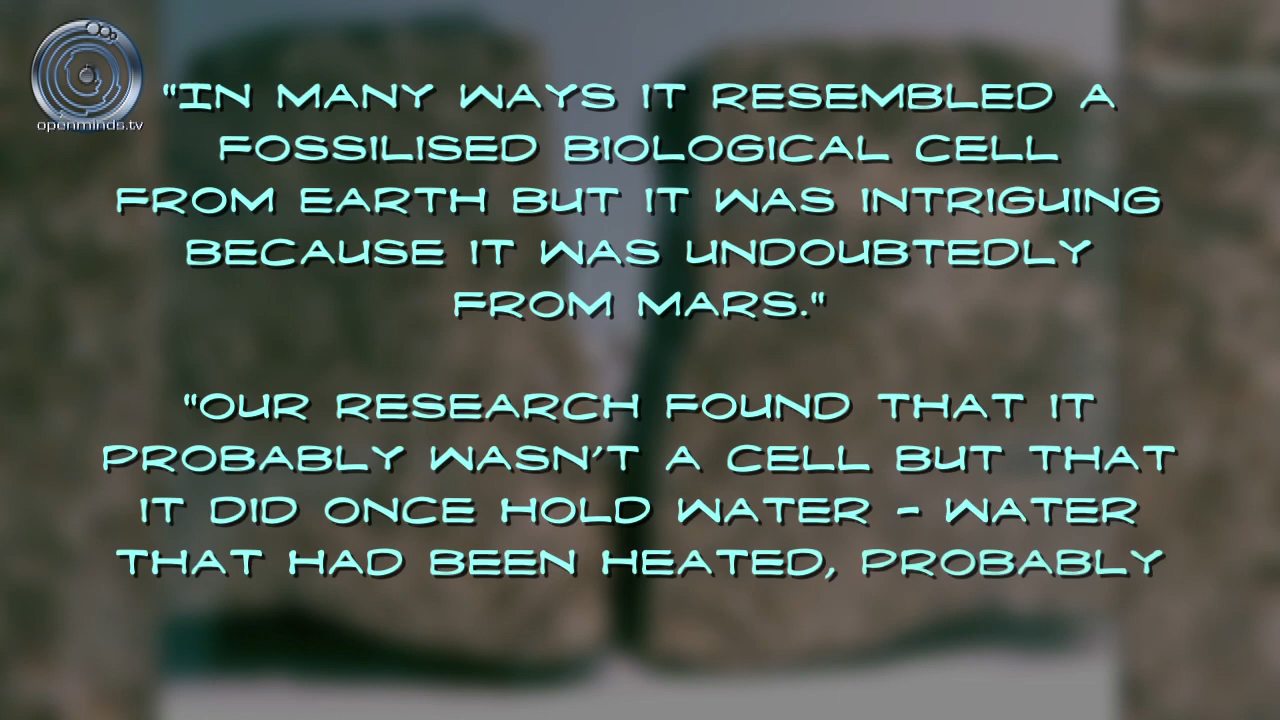 openminds.tv
"IN MANY WAYS IT RESEMBLED A
FOSSILISED BIOLOGICAL CELL
FROM EARTH BUT IT WAS INTRIGUING
BECAUSE IT WAS UNDOUBTEDLY
FROM MARS."
"OUR RESEARCH FOUND THAT IT
PROBABLY WASN'T A CELL BUT THAT
IT DID ONCE HOLD WATER - WATER
THAT HAD BEEN HEATED, PROBABLY